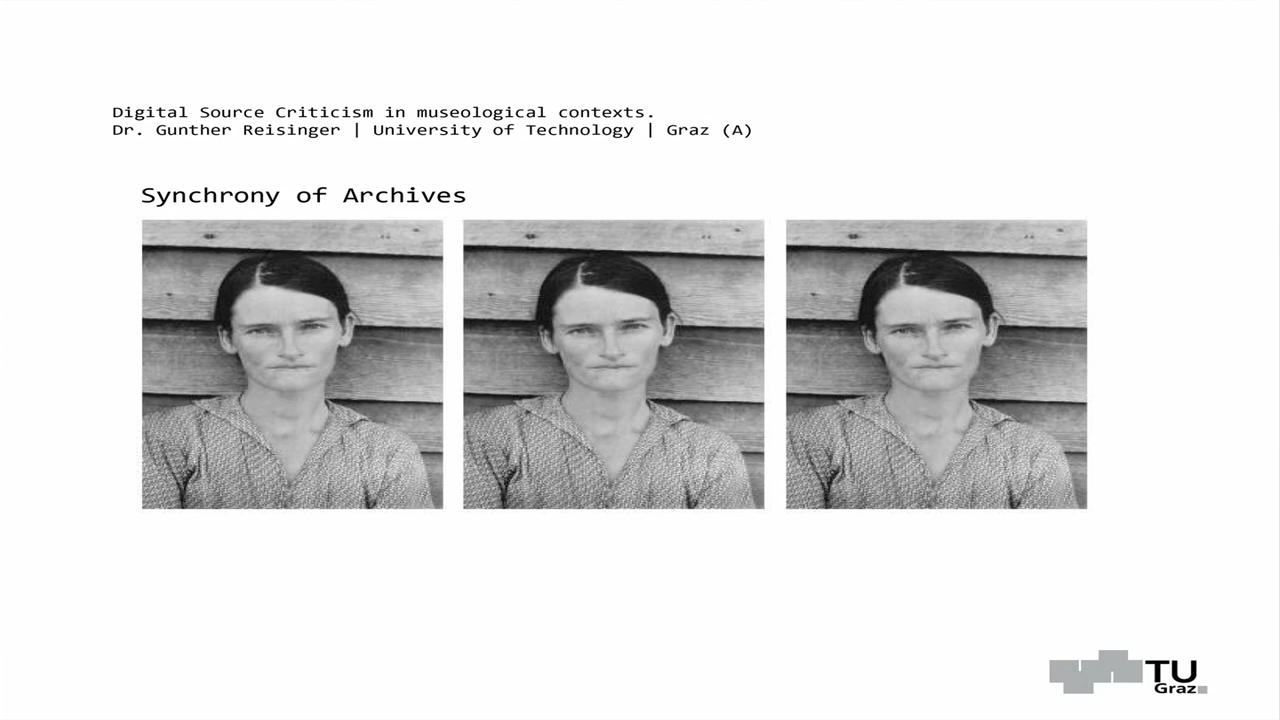 Digital Source Criticism in museological contexts.
Dr. Gunther Reisinger | University of Technology | Graz (A)
Synchrony of Archives
TU
Graz